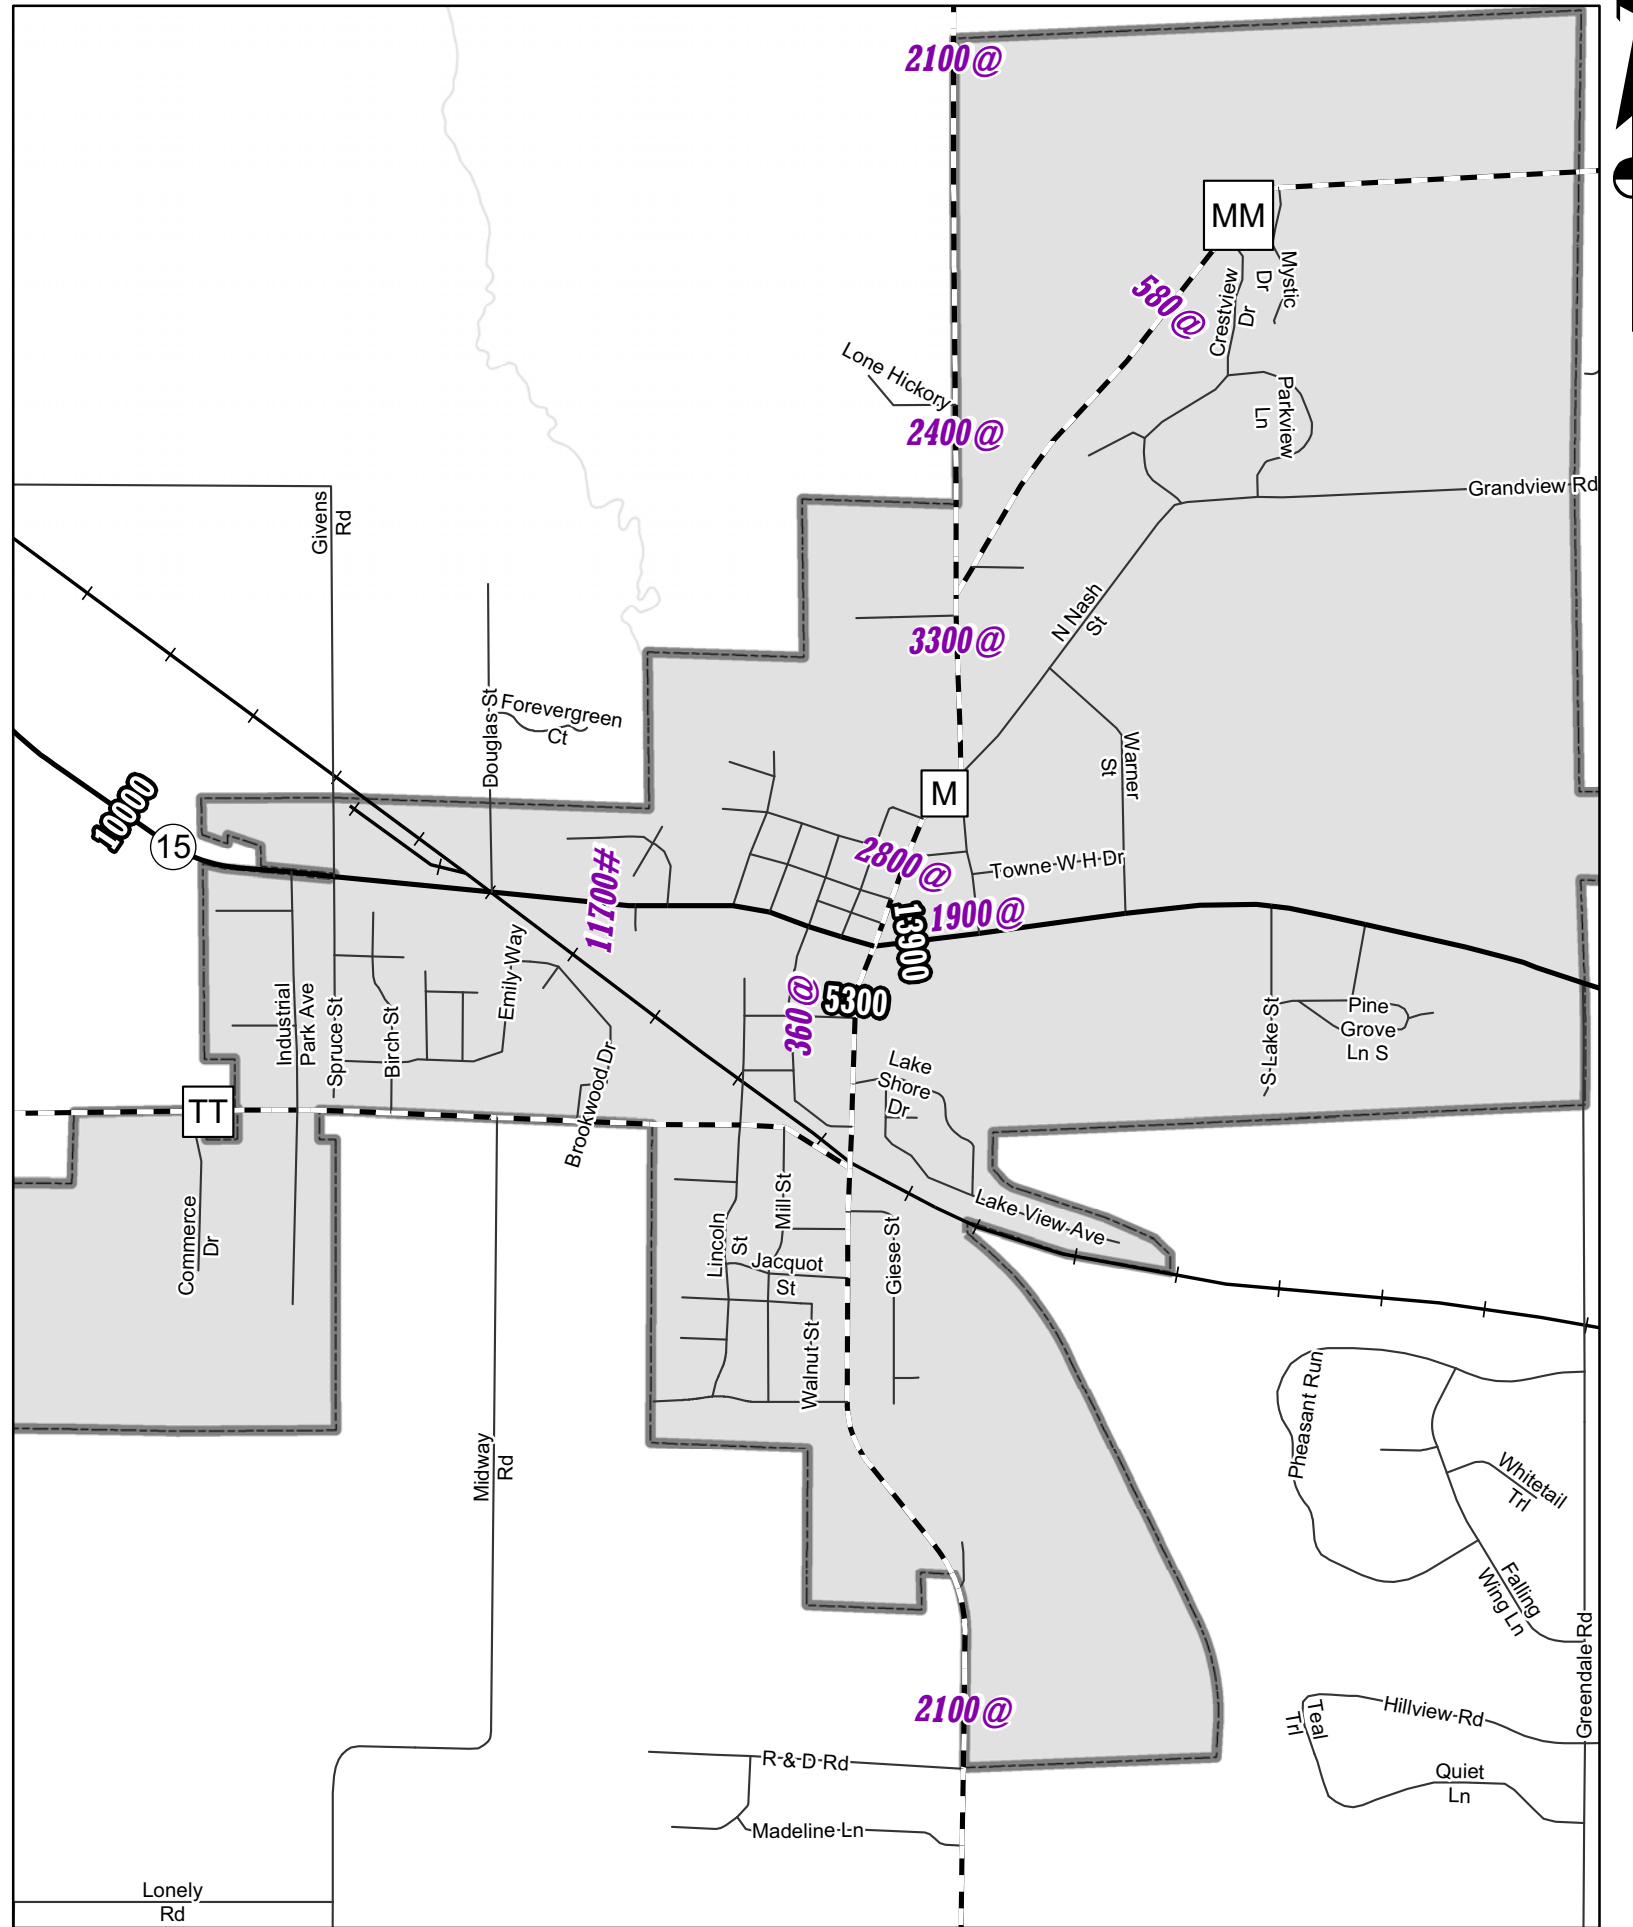 2100@
MM
Mystic
Dr
580@
Crestview
Dr
Lone Hickory
2400@
Parkview
Ln
Grandview Rd
Givens
Rd
N Nash
St
3300@
Douglas St
Forevergreen
Ct
Warner
St
M
10000
15
2800@
11700#
Towne W H Dr
1900@
13900
Emily Way
360@
5300
Industrial
Park Ave
Spruce St
Birch St
S Lake St
Pine
Grove
Ln S
Brookwood Dr
Lake
Shore
Dr
TT
Commerce
Dr
Mill St
Lincoln
St
Lake View Ave
Giese St
Jacquot
St
Walnut St
Pheasant Run
Midway
Rd
Whitetail
Trl
Falling
Wing Ln
Greendale Rd
2100@
Teal
Trl
Hillview Rd
R & D Rd
Quiet
Ln
Madeline Ln
Lonely
Rd